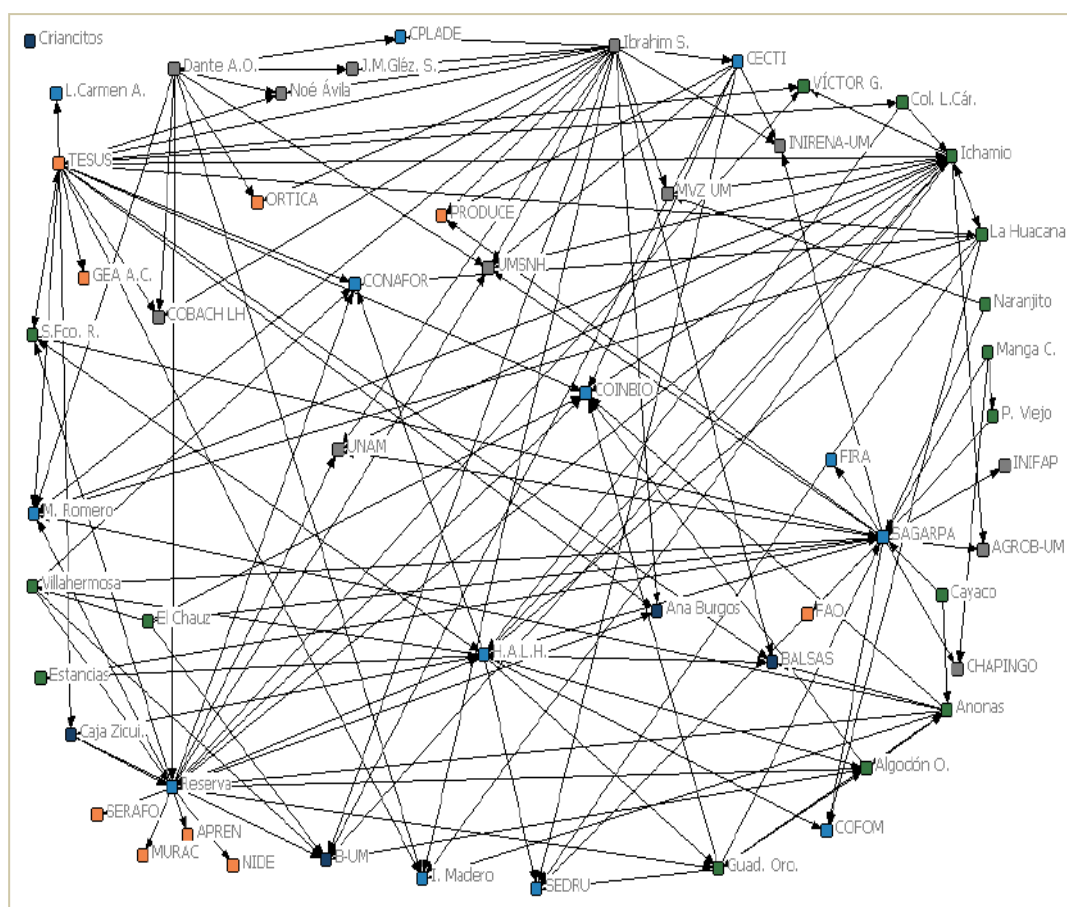 Ciriancitos
CPLADE
Ibrahim S.
CECTI
Dante A.O.
J.M.Gléz. S.
L.Carmen A.
Noé Ávila
VÍCTOR G.
Col. L.Cár.
INIRENA-UM
TESUS
Ichamio
ORTICA
MVZ UM
PRODUCE
La Huacana
GEA A.C.
CONAFOR
UMSNH
COBACH LH
Naranjito
S.Fco. R.
Manga C.
COINBIO
P. Viejo
UNAM
FIRA
INIFAP
M. Romero
SAGARPA
AGROB-UM
Villahermosa
El Chauz
Ana Burgos
FAO
Cayaco
H.A.L.H.
BALSAS
CHAPINGO
Estancias
Anonas
Caja Zicui..
Algodón O.
Reserva
SERAFO
APREN
COFOM
MURAC
NIDE
B-UM
I. Madero
SEDRU
Guad. Oro.